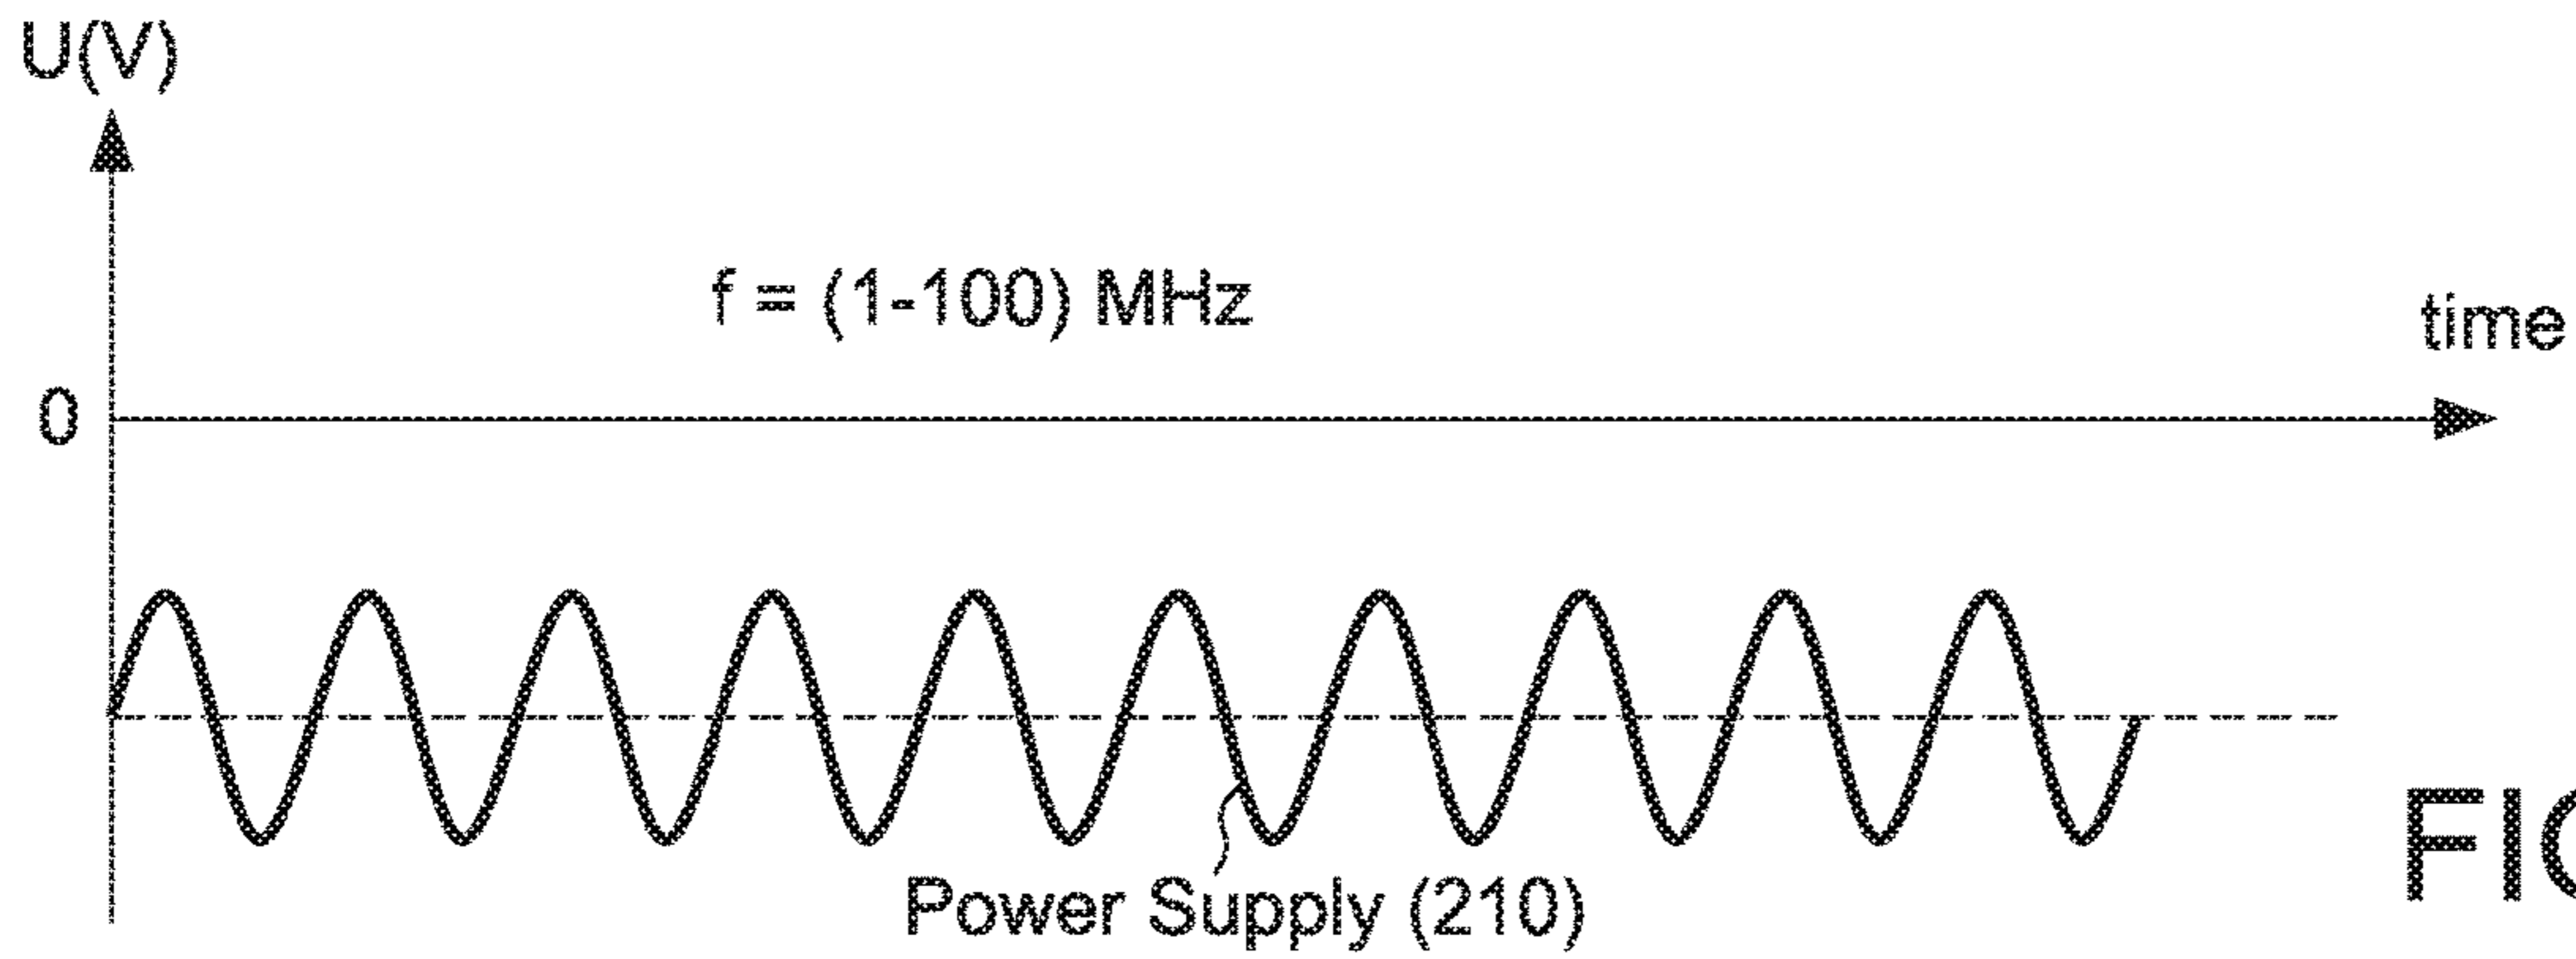 U(V)
f = (1-100) MHz
time
0
Power Supply (210)